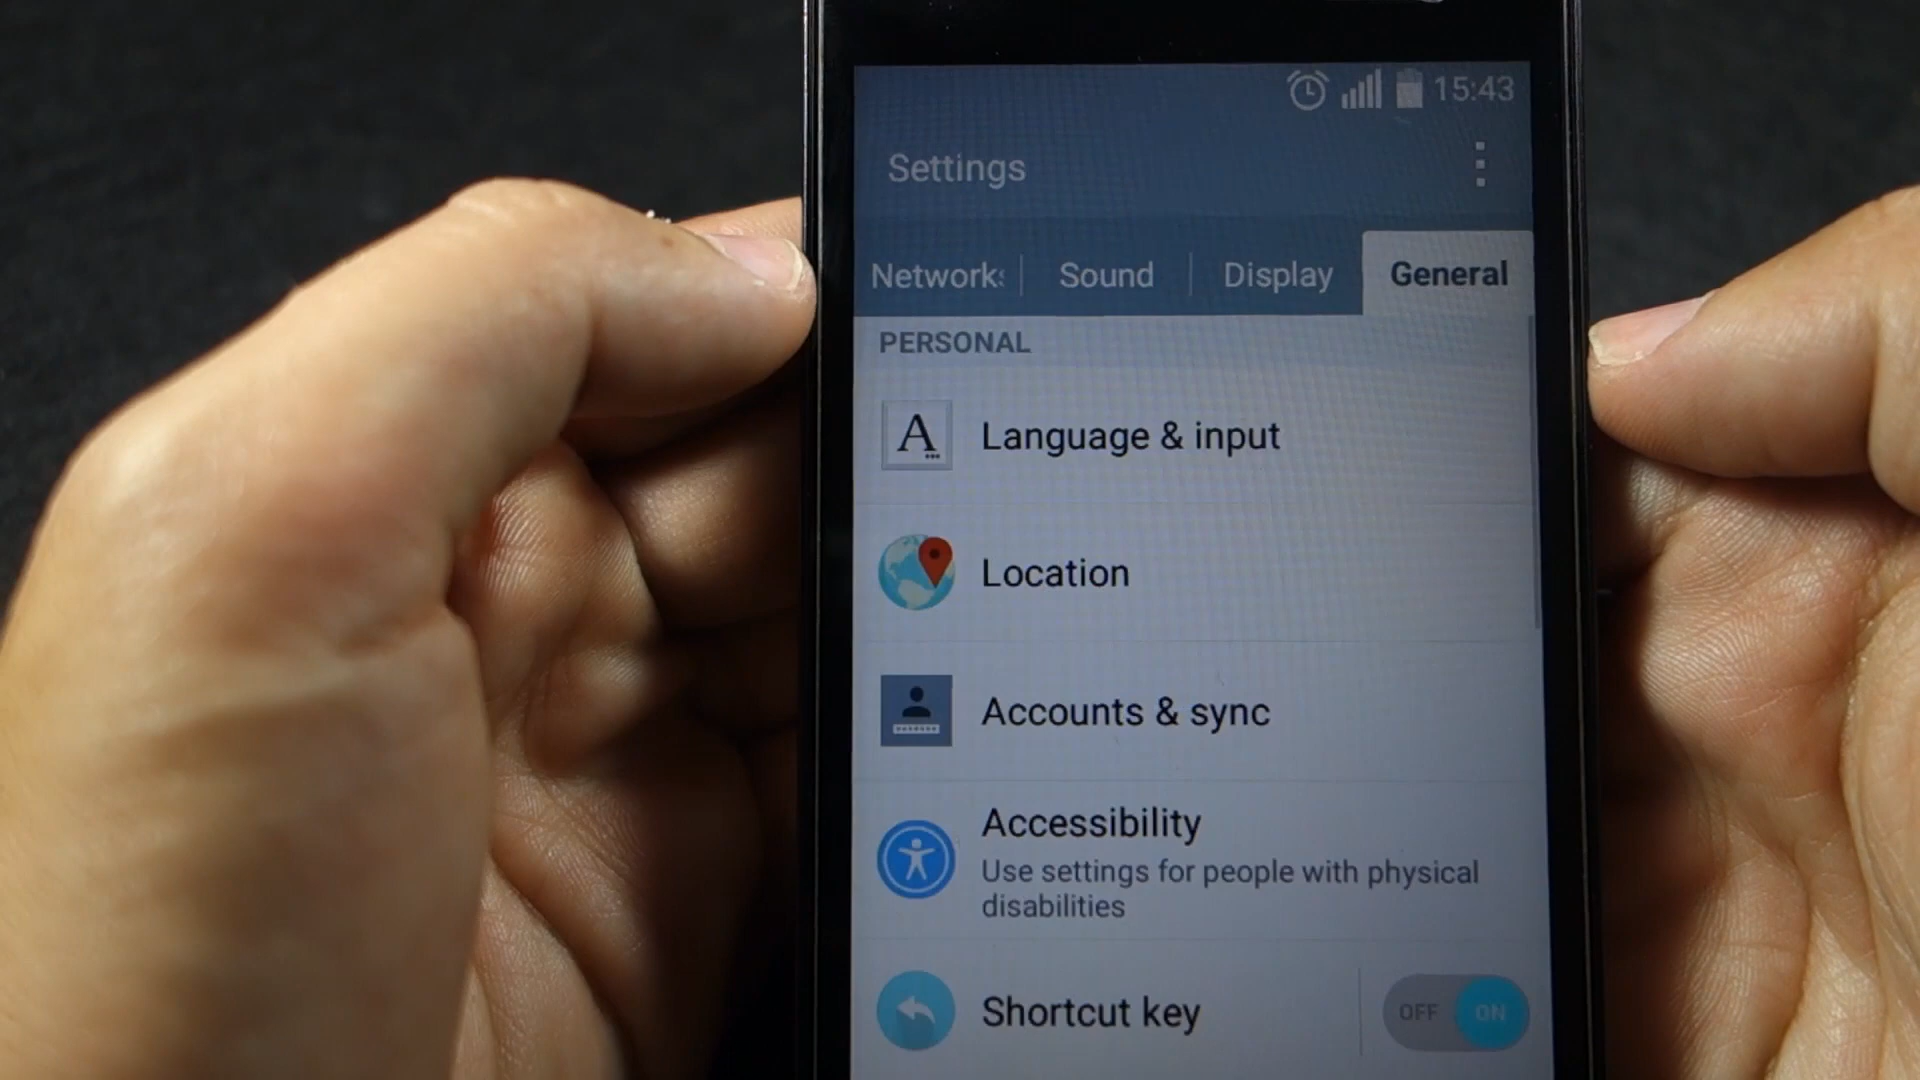 15:43
Settings
Network
Sound
Display
General
PERSONAL
A
Language & input
Location
Accounts & sync
Accessibility
Use settings for people with physical
disabilities
Shortcut key
OFF
ON